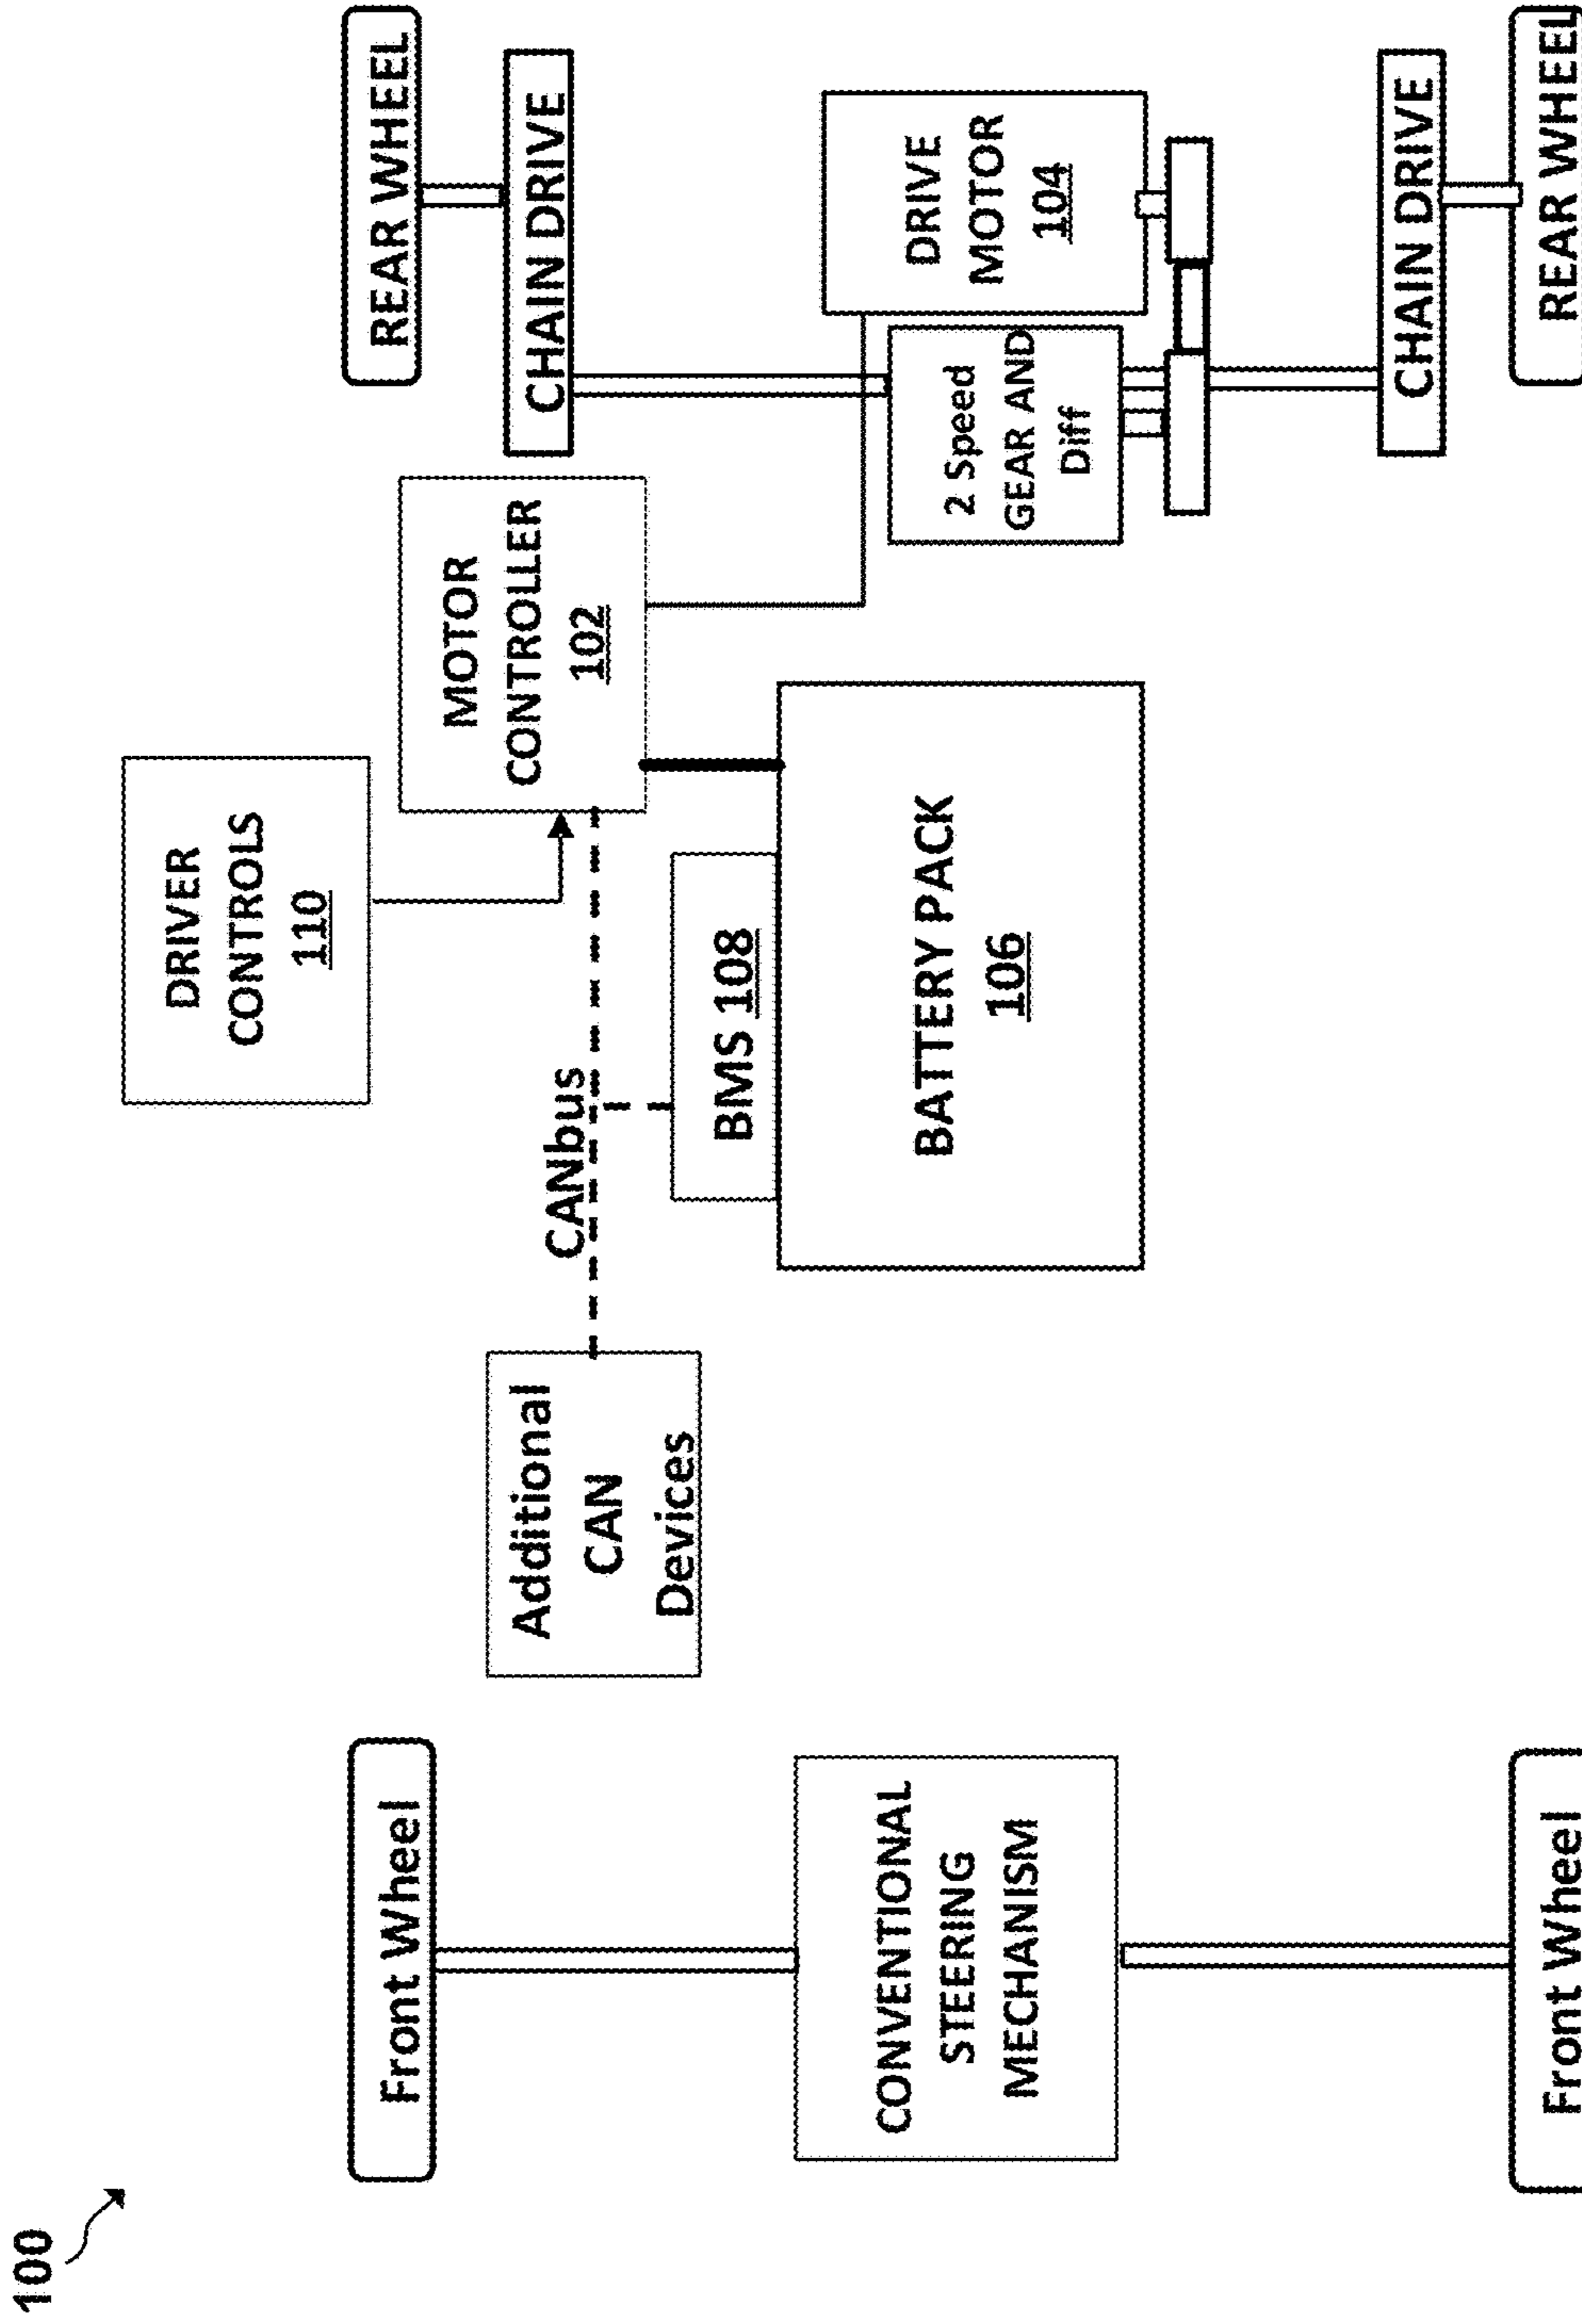 100
DRIVER
CONTROLS
110
Front Wheel
REAR WHEEL
Additional
CAN
Devices
CANbus
MOTOR
CONTROLLER
102
CHAIN DRIVE
BMS 108
BATTERY PACK
106
CONVENTIONAL
STEERING
MECHANISM
2 Speed
GEAR AND
Diff
DRIVE
MOTOR
104
CHAIN DRIVE
Front Wheel
REAR WHEEL